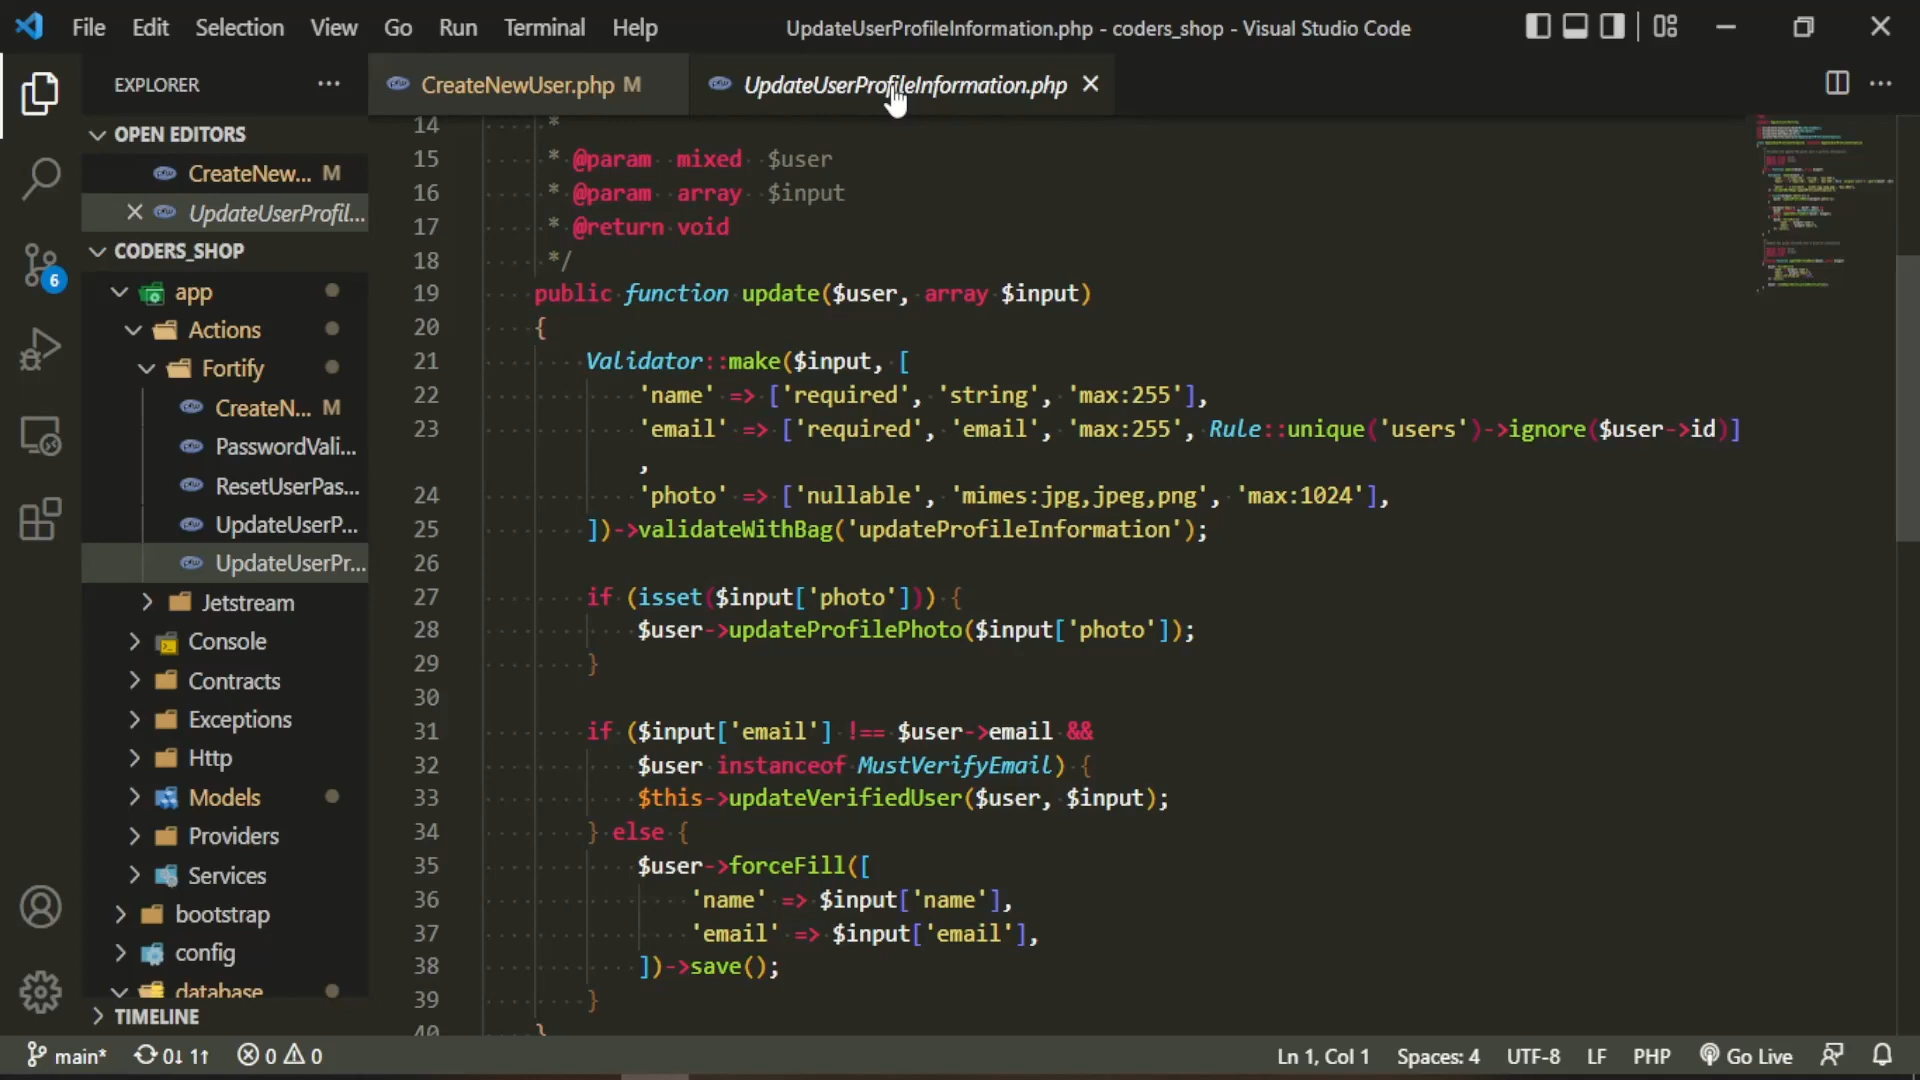 File Edit Selection View Go Run Terminal Help UpdateUserProfileInformation.php - coders_shop - Visual Studio Code
EXPLORER
CreateNewUser.php M
UpdateUserProfileInformation.php
OPEN EDITORS
CreateNew... M
UpdateUserProfil...
CODERS_SHOP
app
Actions
Fortify
CreateN... M
PasswordVali...
ResetUserPas...
UpdateUserP...
UpdateUserPr...
Jetstream
Console
Contracts
Exceptions
Http
Models
Providers
Services
bootstrap
config
database
TIMELINE
6
14 *
15 * @param mixed $user
16 * @param array $input
17 * @return void
18 */
19 public function update($user, array $input)
20 {
21 Validator::make($input, [
22 'name' => ['required', 'string', 'max:255'],
23 'email' => ['required', 'email', 'max:255', Rule::unique('users')->ignore($user->id)]
,
24 'photo' => ['nullable', 'mimes:jpg,jpeg,png', 'max:1024'],
25 ])->validateWithBag('updateProfileInformation');
26
27 if (isset($input['photo'])) {
28 $user->updateProfilePhoto($input['photo']);
29 }
30
31 if ($input['email'] !== $user->email &&
32 $user instanceof MustVerifyEmail) {
33 $this->updateVerifiedUser($user, $input);
34 } else {
35 $user->forceFill([
36 'name' => $input['name'],
37 'email' => $input['email'],
38 ])->save();
39 }
40 }
main* 0↓ 1↑ 0 0 Ln 1, Col 1 Spaces: 4 UTF-8 LF PHP Go Live